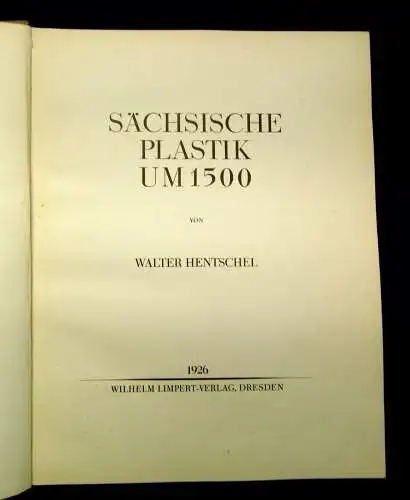 SÄCHSISCHE
PLASTIK
UM 1500
VON
WALTER HENTSCHEL
1926
WILHELM LIMPERT-VERLAG, DRESDEN